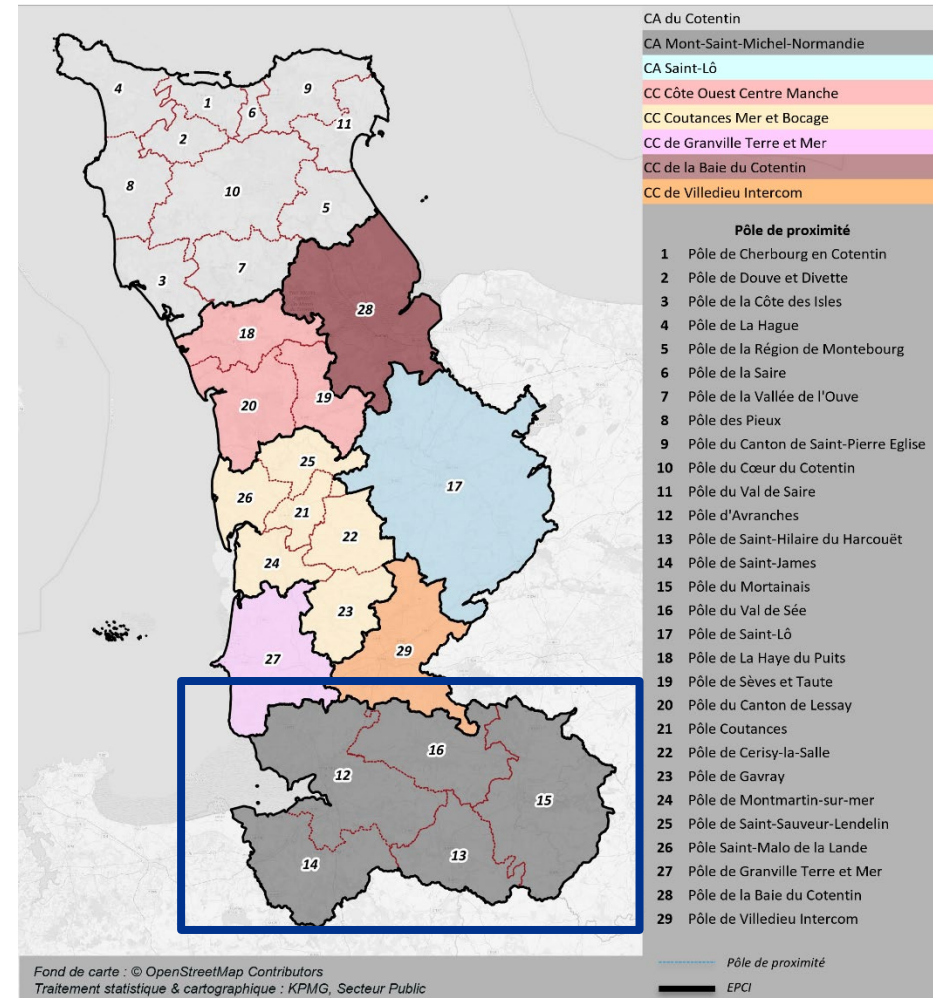 CA du Cotentin
CA Mont-Saint-Michel-Normandie
CA Saint-Lô
CC Côte Ouest Centre Manche
CC Coutances Mer et Bocage
CC de Granville Terre et Mer
CC de la Baie du Cotentin
CC de Villedieu Intercom
Pôle de proximité
1 Pôle de Cherbourg en Cotentin
2 Pôle de Douve et Divette
3 Pôle de la Côte des Isles
4 Pôle de La Hague
5 Pôle de la Région de Montebourg
6 Pôle de la Saire
7 Pôle de la Vallée de l'Ouve
8 Pôle des Pieux
9 Pôle du Canton de Saint-Pierre Eglise
10 Pôle du Cœur du Cotentin
11 Pôle du Val de Saire
12 Pôle d'Avranches
13 Pôle de Saint-Hilaire du Harcouët
14 Pôle de Saint-James
15 Pôle du Mortainais
16 Pôle du Val de Sée
17 Pôle de Saint-Lô
18 Pôle de La Haye du Puits
19 Pôle de Sèves et Taute
20 Pôle du Canton de Lessay
21 Pôle Coutances
22 Pôle de Cerisy-la-Salle
23 Pôle de Gavray
24 Pôle de Montmartin-sur-mer
25 Pôle de Saint-Sauveur-Lendelin
26 Pôle Saint-Malo de la Lande
27 Pôle de Granville Terre et Mer
28 Pôle de la Baie du Cotentin
29 Pôle de Villedieu Intercom
Pôle de proximité
EPCI
4
1
6
9
11
2
8
10
5
7
3
28
18
19
20
25
26
21
17
22
24
23
27
29
16
12
15
13
14
Fond de carte : © OpenStreetMap Contributors
Traitement statistique & cartographique : KPMG, Secteur Public